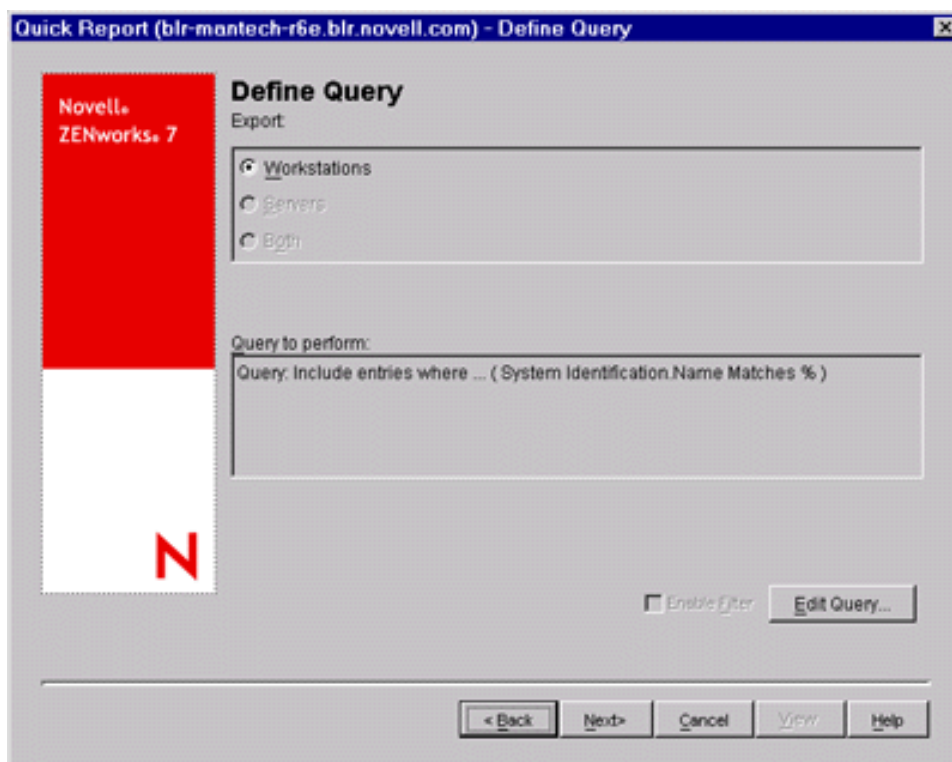 Quick Report (blr-mantech-r6e.blr.novell.com) - Define Query
Novell®
ZENworks® 7
Define Query
Export:
Workstations
Servers
Both
Query to perform:
Query: Include entries where ... ( System Identification.Name Matches % )
N
Enable Filter
Edit Query...
< Back
Next>
Cancel
View
Help